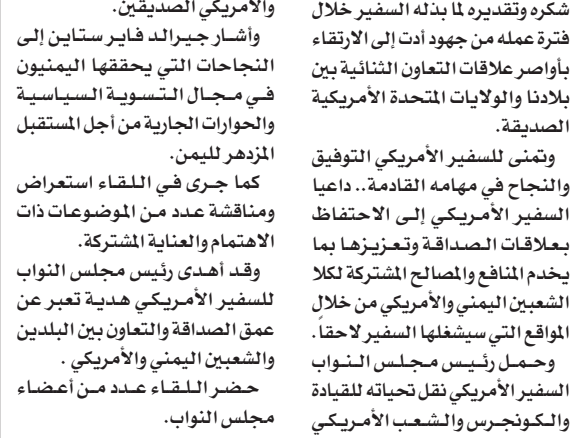 شكره وتقديره لما بذله السفير خلال
فترة عمله من جهود أدت إلى الارتقاء
بأواصر علاقات التعاون الثنائية بين
بلادنا والولايات المتحدة الأمريكية
الصديقة.
وتمنى للسفير الأمريكي التوفيق
والنجاح في مهامه القادمة.. داعيا
السفير الأمريكي إلى الاحتفاظ
بعلاقات الصداقة وتعزيزها بما
يخدم المنافع والمصالح المشتركة لكلا
الشعبين اليمني والأمريكي من خلال
المواقع التي سيشغلها السفير لاحقاً.
وحمل رئيس مجلس النواب
السفير الأمريكي نقل تحياته للقيادة
والكونجرس والشعب الأمريكي
والأمريكي الصديقين.
وأشار جيرالد فاير ستاين إلى
النجاحات التي يحققها اليمنيون
في مجال التسوية السياسية
والحوارات الجارية من أجل المستقبل
المزدهر لليمن.
كما جرى في اللقاء استعراض
ومناقشة عدد من الموضوعات ذات
الاهتمام والعناية المشتركة.
وقد أهدى رئيس مجلس النواب
للسفير الأمريكي هدية تعبر عن
عمق الصداقة والتعاون بين البلدين
والشعبين اليمني والأمريكي .
حضر اللقاء عدد من أعضاء
مجلس النواب.